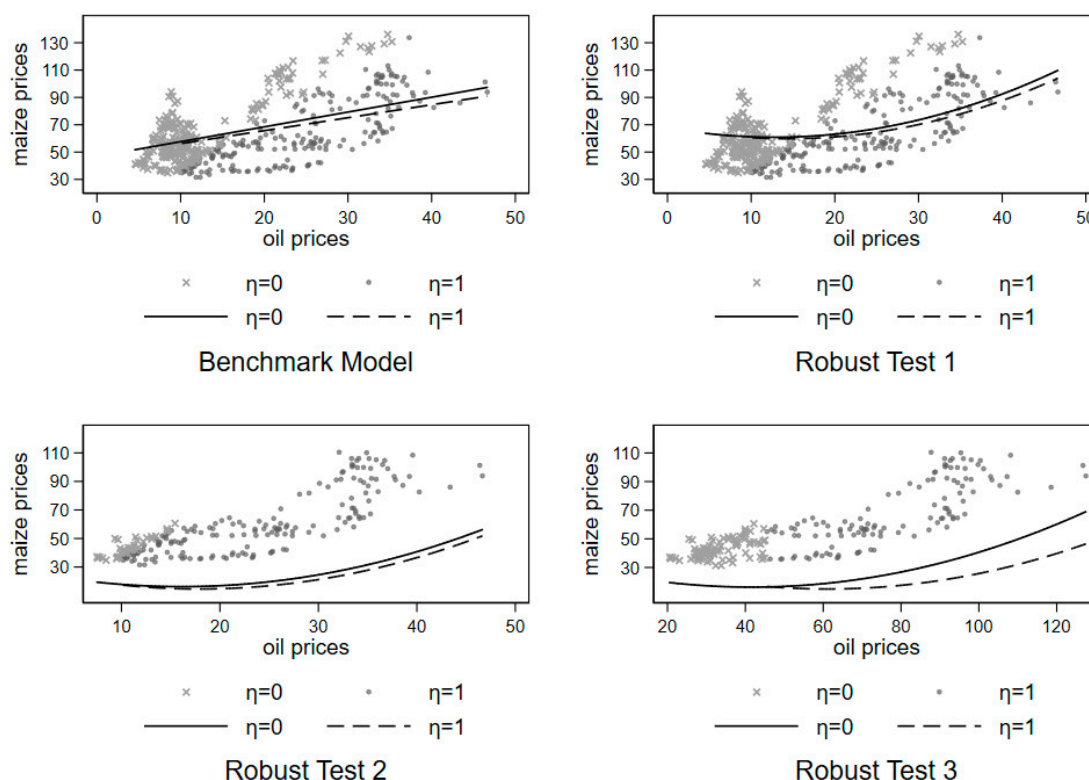 maize prices
130
110
90
70
50
30
0 10 20 30 40 50
oil prices
η=0 η=1
η=0 η=1
Benchmark Model
maize prices
130
110
90
70
50
30
0 10 20 30 40 50
oil prices
η=0 η=1
η=0 η=1
Robust Test 1
maize prices
110
90
70
50
30
10 20 30 40 50
oil prices
η=0 η=1
η=0 η=1
Robust Test 2
maize prices
110
90
70
50
30
20 40 60 80 100 120
oil prices
η=0 η=1
η=0 η=1
Robust Test 3